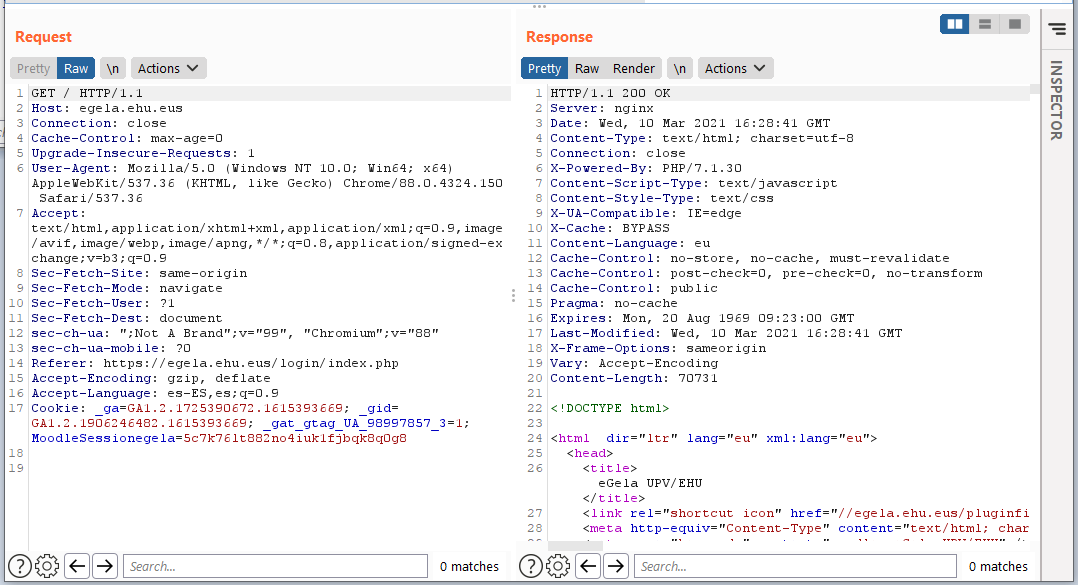 Request
Pretty Raw \n Actions
1 GET / HTTP/1.1
2 Host: egela.ehu.eus
3 Connection: close
4 Cache-Control: max-age=0
5 Upgrade-Insecure-Requests: 1
6 User-Agent: Mozilla/5.0 (Windows NT 10.0; Win64; x64)
AppleWebKit/537.36 (KHTML, like Gecko) Chrome/88.0.4324.150
Safari/537.36
7 Accept:
text/html,application/xhtml+xml,application/xml;q=0.9,image
/avif,image/webp,image/apng,*/*;q=0.8,application/signed-ex
change;v=b3;q=0.9
8 Sec-Fetch-Site: same-origin
9 Sec-Fetch-Mode: navigate
10 Sec-Fetch-User: ?1
11 Sec-Fetch-Dest: document
12 sec-ch-ua: ";Not A Brand";v="99", "Chromium";v="88"
13 sec-ch-ua-mobile: ?0
14 Referer: https://egela.ehu.eus/login/index.php
15 Accept-Encoding: gzip, deflate
16 Accept-Language: es-ES,es;q=0.9
17 Cookie: _ga=GA1.2.1725390672.1615393669; _gid=
GA1.2.1906246482.1615393669; _gat_gtag_UA_98997857_3=1;
MoodleSessionegela=5c7k76lt882no4iuk1fjbqk8q0g8
18
19
Search...
0 matches
Response
Pretty Raw Render \n Actions
1 HTTP/1.1 200 OK
2 Server: nginx
3 Date: Wed, 10 Mar 2021 16:28:41 GMT
4 Content-Type: text/html; charset=utf-8
5 Connection: close
6 X-Powered-By: PHP/7.1.30
7 Content-Script-Type: text/javascript
8 Content-Style-Type: text/css
9 X-UA-Compatible: IE=edge
10 X-Cache: BYPASS
11 Content-Language: eu
12 Cache-Control: no-store, no-cache, must-revalidate
13 Cache-Control: post-check=0, pre-check=0, no-transform
14 Cache-Control: public
15 Pragma: no-cache
16 Expires: Mon, 20 Aug 1969 09:23:00 GMT
17 Last-Modified: Wed, 10 Mar 2021 16:28:41 GMT
18 X-Frame-Options: sameorigin
19 Vary: Accept-Encoding
20 Content-Length: 70731
21
22 <!DOCTYPE html>
23
24 <html  dir="ltr" lang="eu" xml:lang="eu">
25 <head>
26 <title>
eGela UPV/EHU
</title>
27 <link rel="shortcut icon" href="//egela.ehu.eus/pluginfi
28 <meta http-equiv="Content-Type" content="text/html; char
Search...
0 matches
INSPECTOR